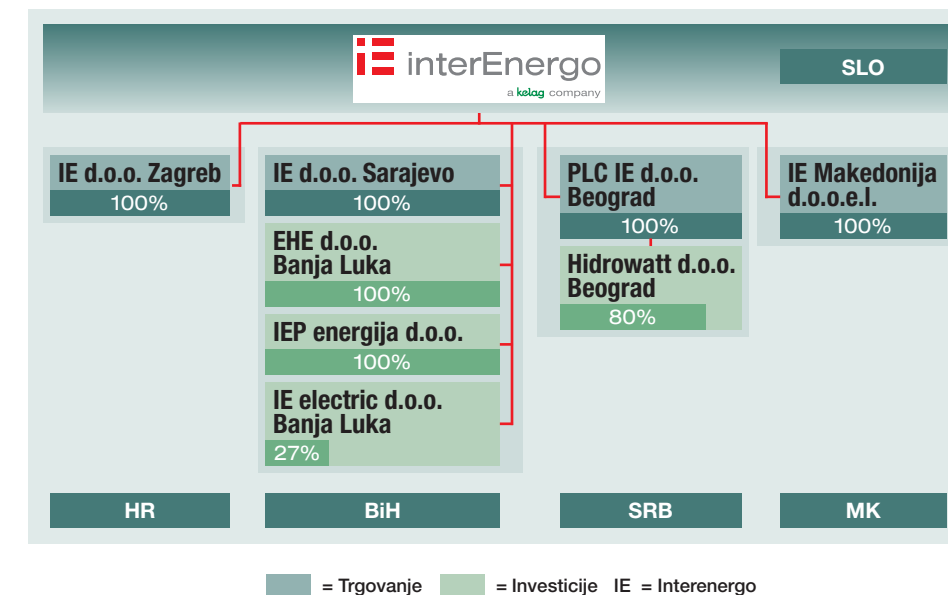 interEnergo
a kelag company
SLO
IE d.o.o. Zagreb
100%
IE d.o.o. Sarajevo
100%
EHE d.o.o.
Banja Luka
100%
IEP energija d.o.o.
100%
IE electric d.o.o.
Banja Luka
27%
PLC IE d.o.o.
Beograd
100%
Hidrowatt d.o.o.
Beograd
80%
IE Makedonija
d.o.o.e.l.
100%
HR
BiH
SRB
MK
= Trgovanje = Investicije IE = Interenergo